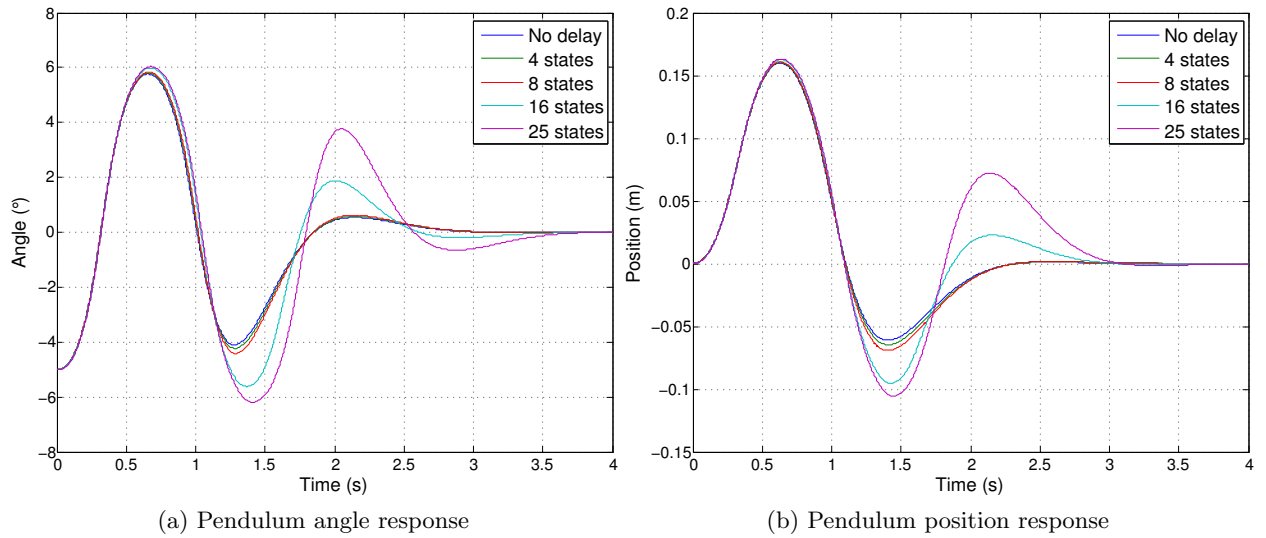 8
6
4
2
0
−2
−4
−6
−8
Angle (°)
0
0.5
1
1.5
2
2.5
3
3.5
4
Time (s)
No delay
4 states
8 states
16 states
25 states
(a) Pendulum angle response
0.2
0.15
0.1
0.05
0
−0.05
−0.1
−0.15
Position (m)
0
0.5
1
1.5
2
2.5
3
3.5
4
Time (s)
No delay
4 states
8 states
16 states
25 states
(b) Pendulum position response